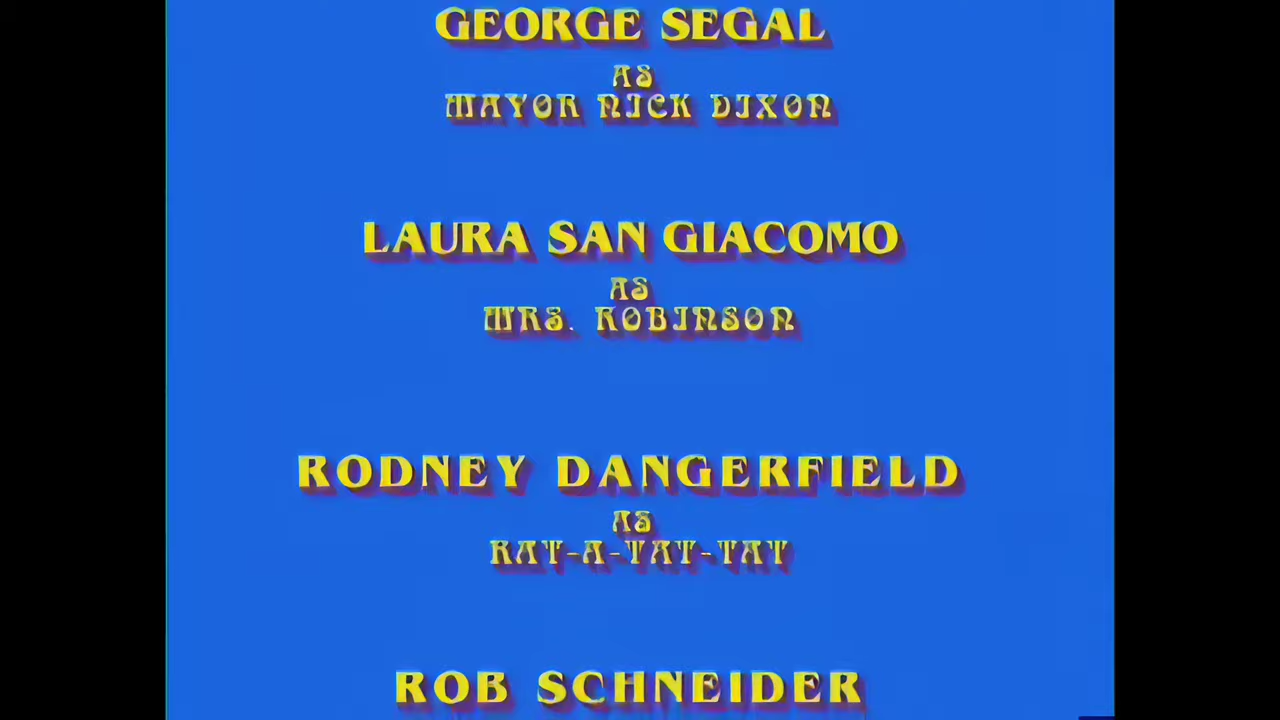 GEORGE SEGAL
AS
MAYOR NICK DIXON
LAURA SAN GIACOMO
AS
MRS. ROBINSON
RODNEY DANGERFIELD
AS
RAT-A-TAT-TAT
ROB SCHNEIDER